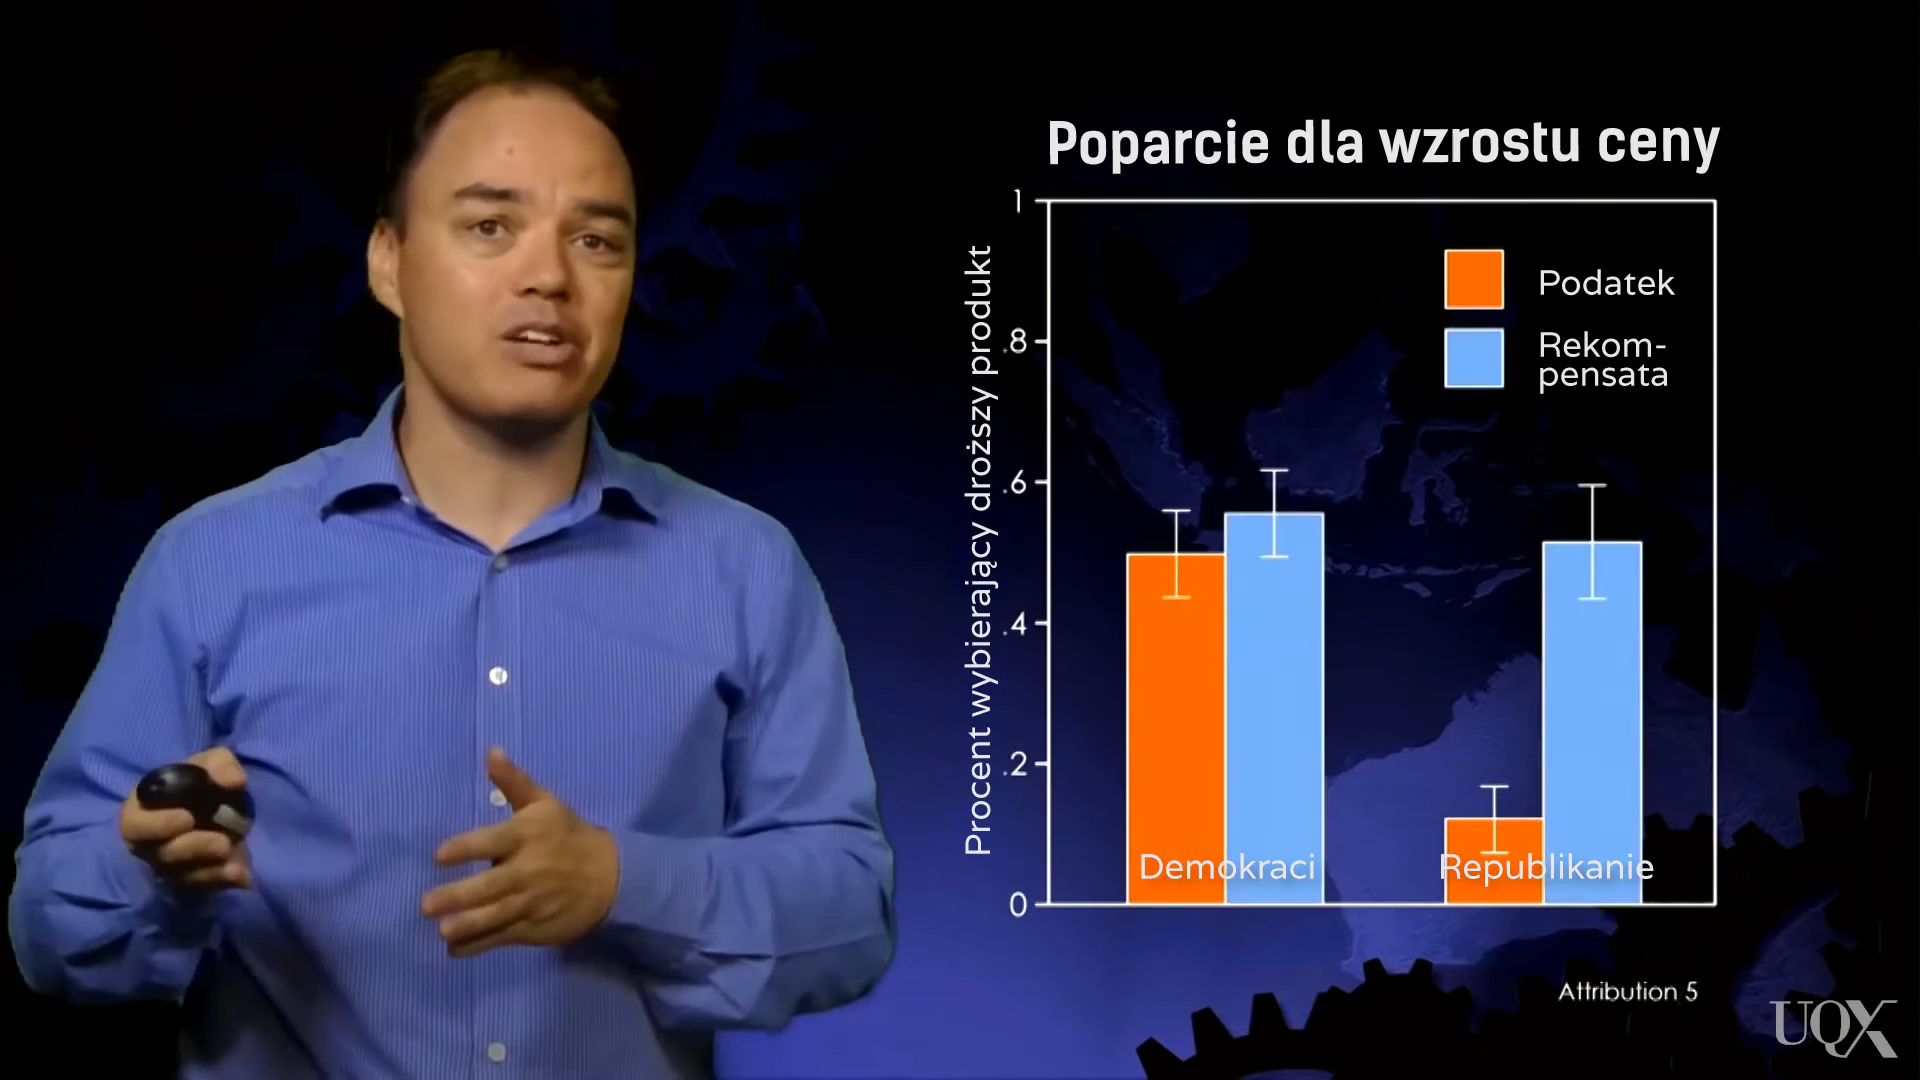 Poparcie dla wzrostu ceny
Procent wybierający droższy produkt
1
.8
.6
.4
.2
0
Podatek
Rekom-
pensata
Demokraci
Republikanie
Attribution 5
UQX